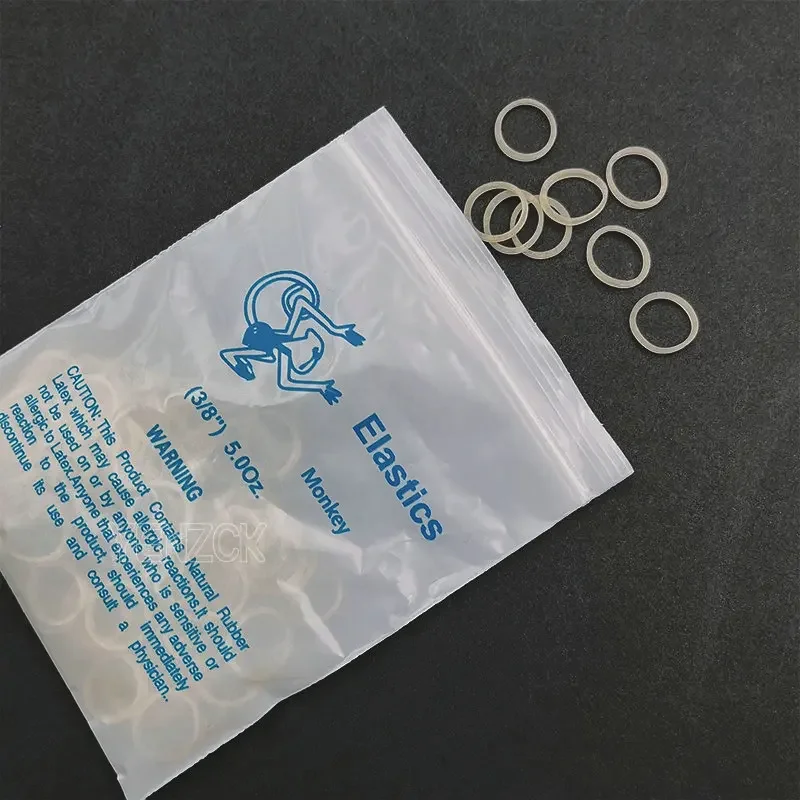 Elastics
Monkey
(3/8") 5.0Oz.
WARNING
CAUTION: This Product Contains Natural Rubber
Latex which may cause allergic reactions.It should
not be used on or by anyone who is sensitive or
allergic to Latex.Anyone that experiences any adverse
reaction to the product, should immediately
discontinue its use and consult a physician..